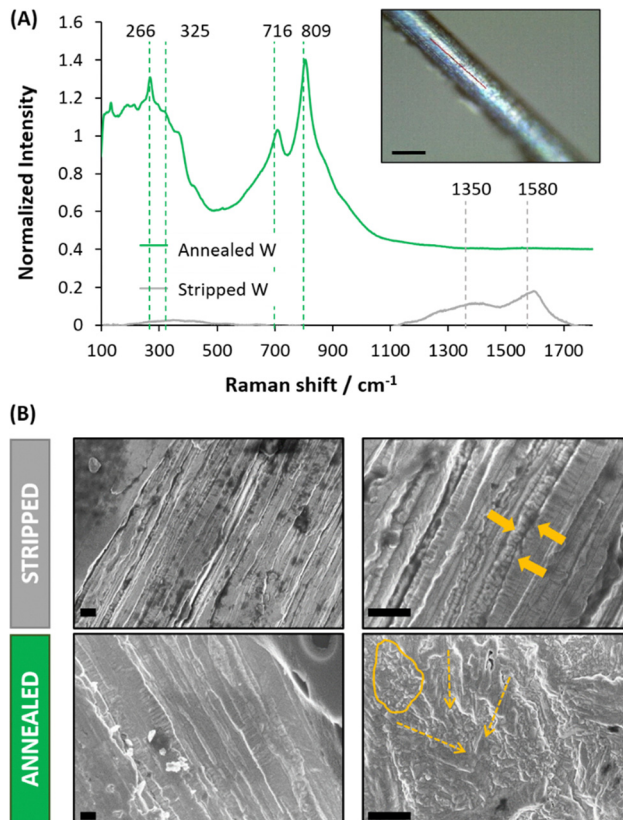 (A)
266 325 716 809
1350 1580
1.6
1.4
1.2
1
0.8
0.6
0.4
0.2
0
Normalized Intensity
Annealed W
Stripped W
100 300 500 700 900 1100 1300 1500 1700
Raman shift / cm⁻¹
(B)
STRIPPED
ANNEALED